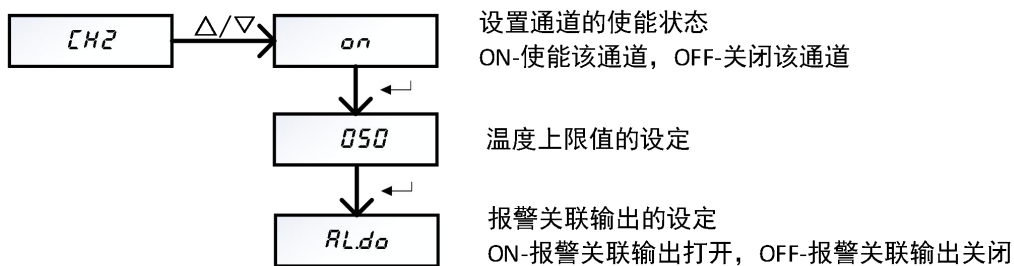 CH2
△/▽
on
设置通道的使能状态
ON-使能该通道，OFF-关闭该通道
050
温度上限值的设定
ALdo
报警关联输出的设定
ON-报警关联输出打开，OFF-报警关联输出关闭